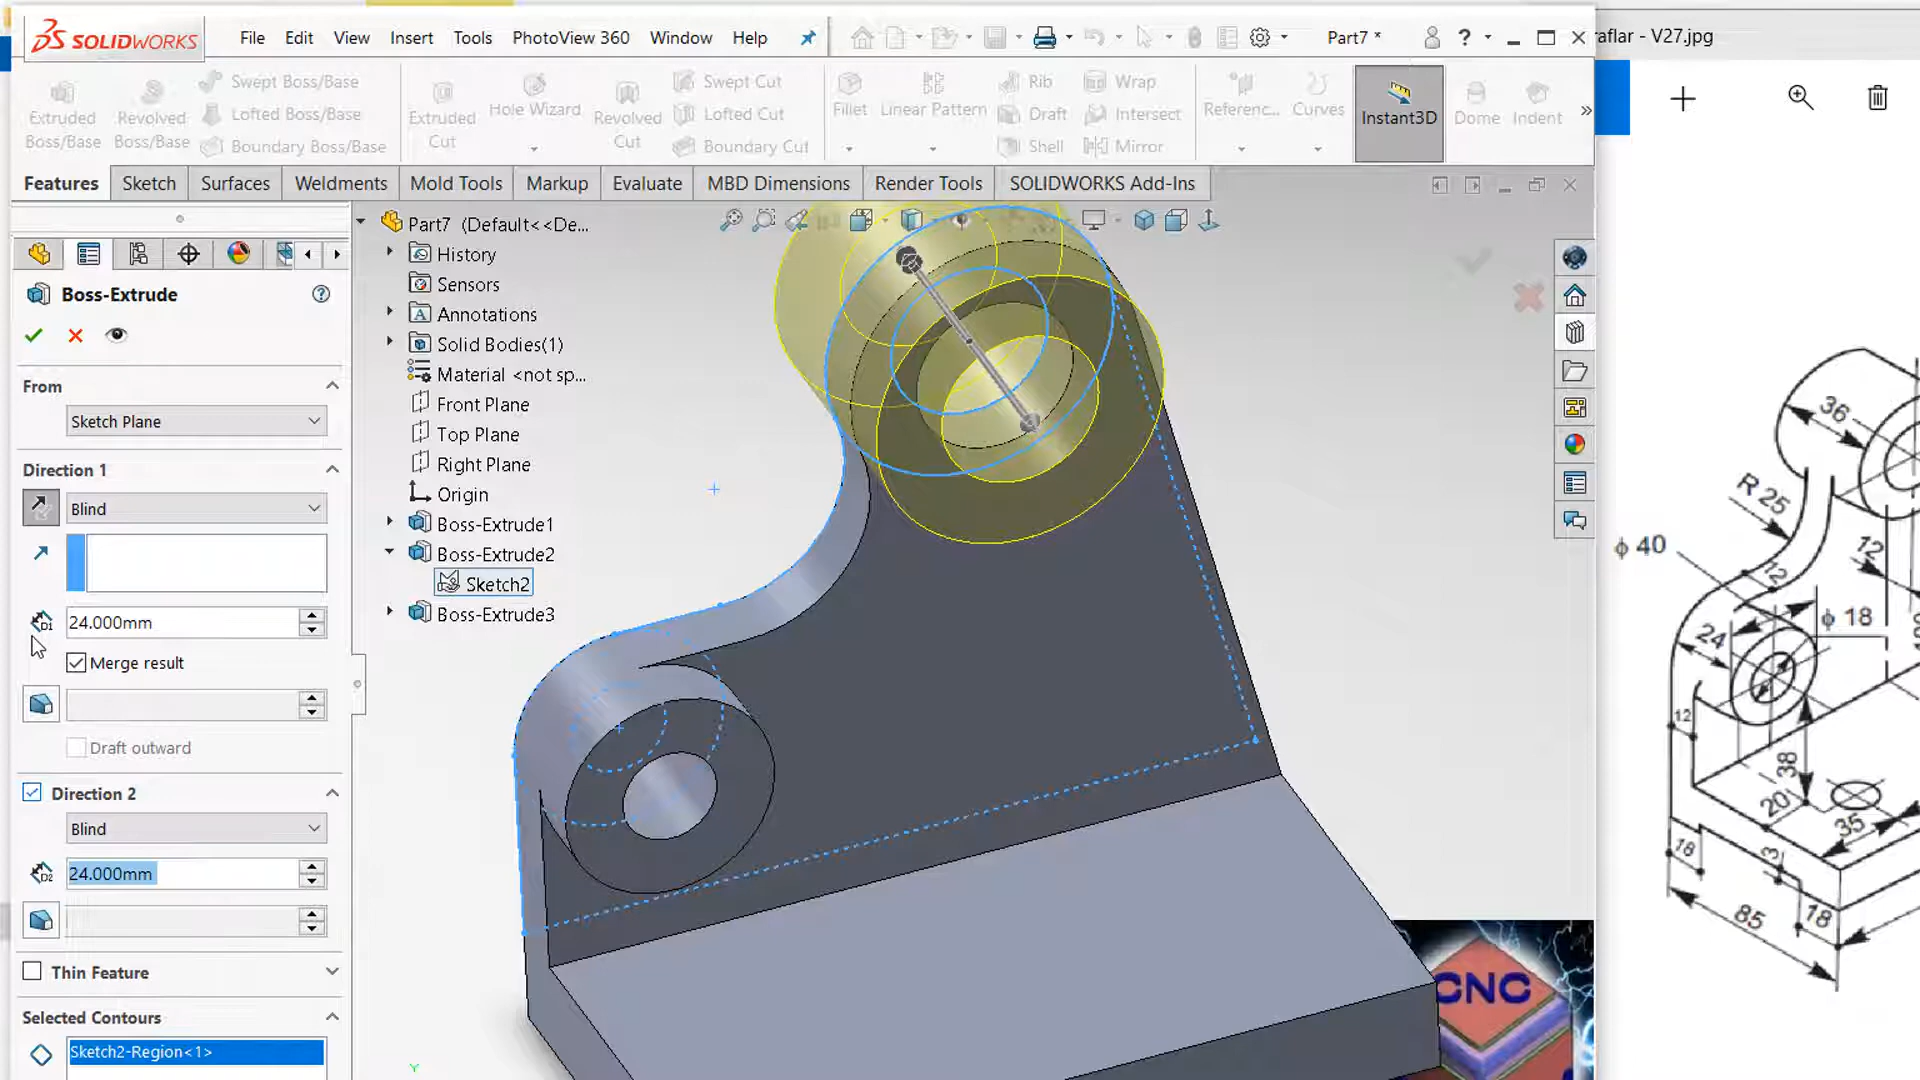 SOLIDWORKS
File Edit View Insert Tools PhotoView 360 Window Help
Part7 *
raflar - V27.jpg
Extruded Boss/Base
Revolved Boss/Base
Swept Boss/Base
Lofted Boss/Base
Boundary Boss/Base
Extruded Cut
Hole Wizard
Revolved Cut
Swept Cut
Lofted Cut
Boundary Cut
Fillet
Linear Pattern
Rib
Draft
Shell
Wrap
Intersect
Mirror
Referenc...
Curves
Instant3D
Dome
Indent
Features Sketch Surfaces Weldments Mold Tools Markup Evaluate MBD Dimensions Render Tools SOLIDWORKS Add-Ins
Boss-Extrude
From
Sketch Plane
Direction 1
Blind
D1
24.000mm
Merge result
Draft outward
Direction 2
Blind
D2
24.000mm
Thin Feature
Selected Contours
Sketch2-Region<1>
Part7 (Default<<De...
History
Sensors
Annotations
Solid Bodies(1)
Material <not sp...
Front Plane
Top Plane
Right Plane
Origin
Boss-Extrude1
Boss-Extrude2
Sketch2
Boss-Extrude3
Y
CNC
36
R 25
ϕ 40
12
12
ϕ 18
24
12
38
20
35
18
3
85
18